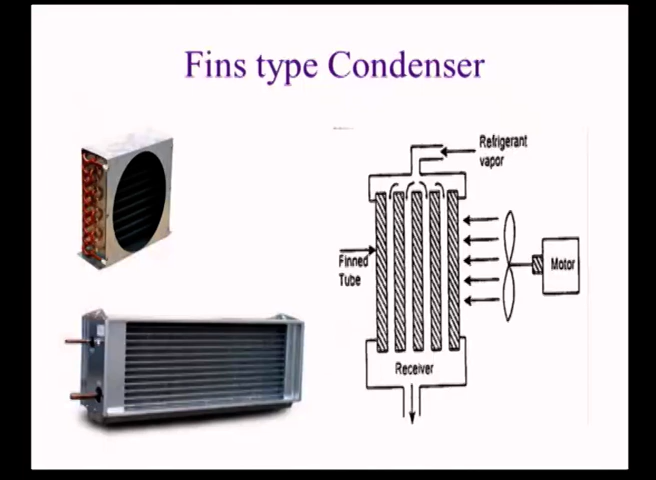 Fins type Condenser
Refrigerant
vapor
Finned
Tube
Motor
Receiver